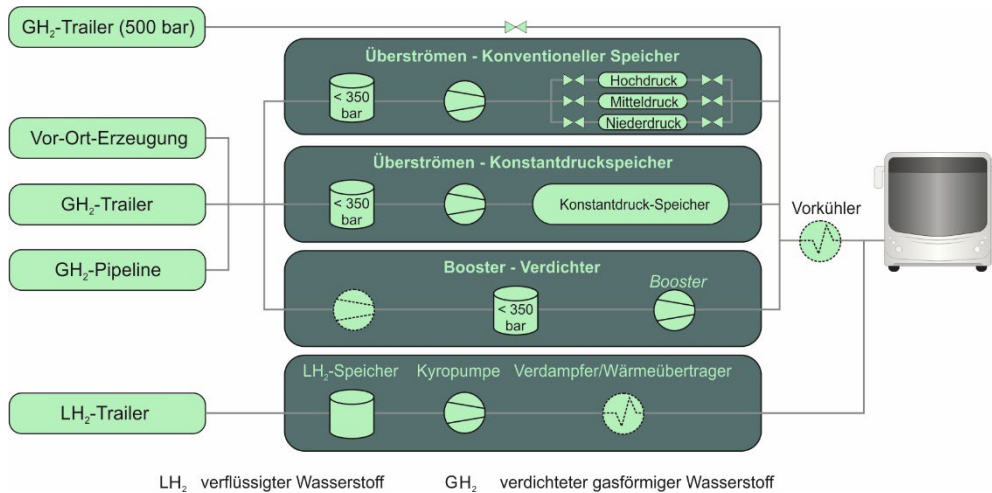 GH₂-Trailer (500 bar)
Überströmen - Konventioneller Speicher
< 350
bar
Hochdruck
Mitteldruck
Niederdruck
Vor-Ort-Erzeugung
GH₂-Trailer
GH₂-Pipeline
Überströmen - Konstantdruckspeicher
< 350
bar
Konstantdruck-Speicher
Vorkühler
Booster - Verdichter
< 350
bar
Booster
LH₂-Trailer
LH₂-Speicher
Kyropumpe
Verdampfer/Wärmeübertrager
LH₂ verflüssigter Wasserstoff
GH₂ verdichteter gasförmiger Wasserstoff